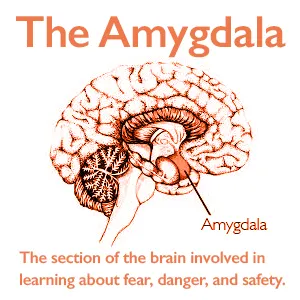 The Amygdala
Amygdala
The section of the brain involved in
learning about fear, danger, and safety.